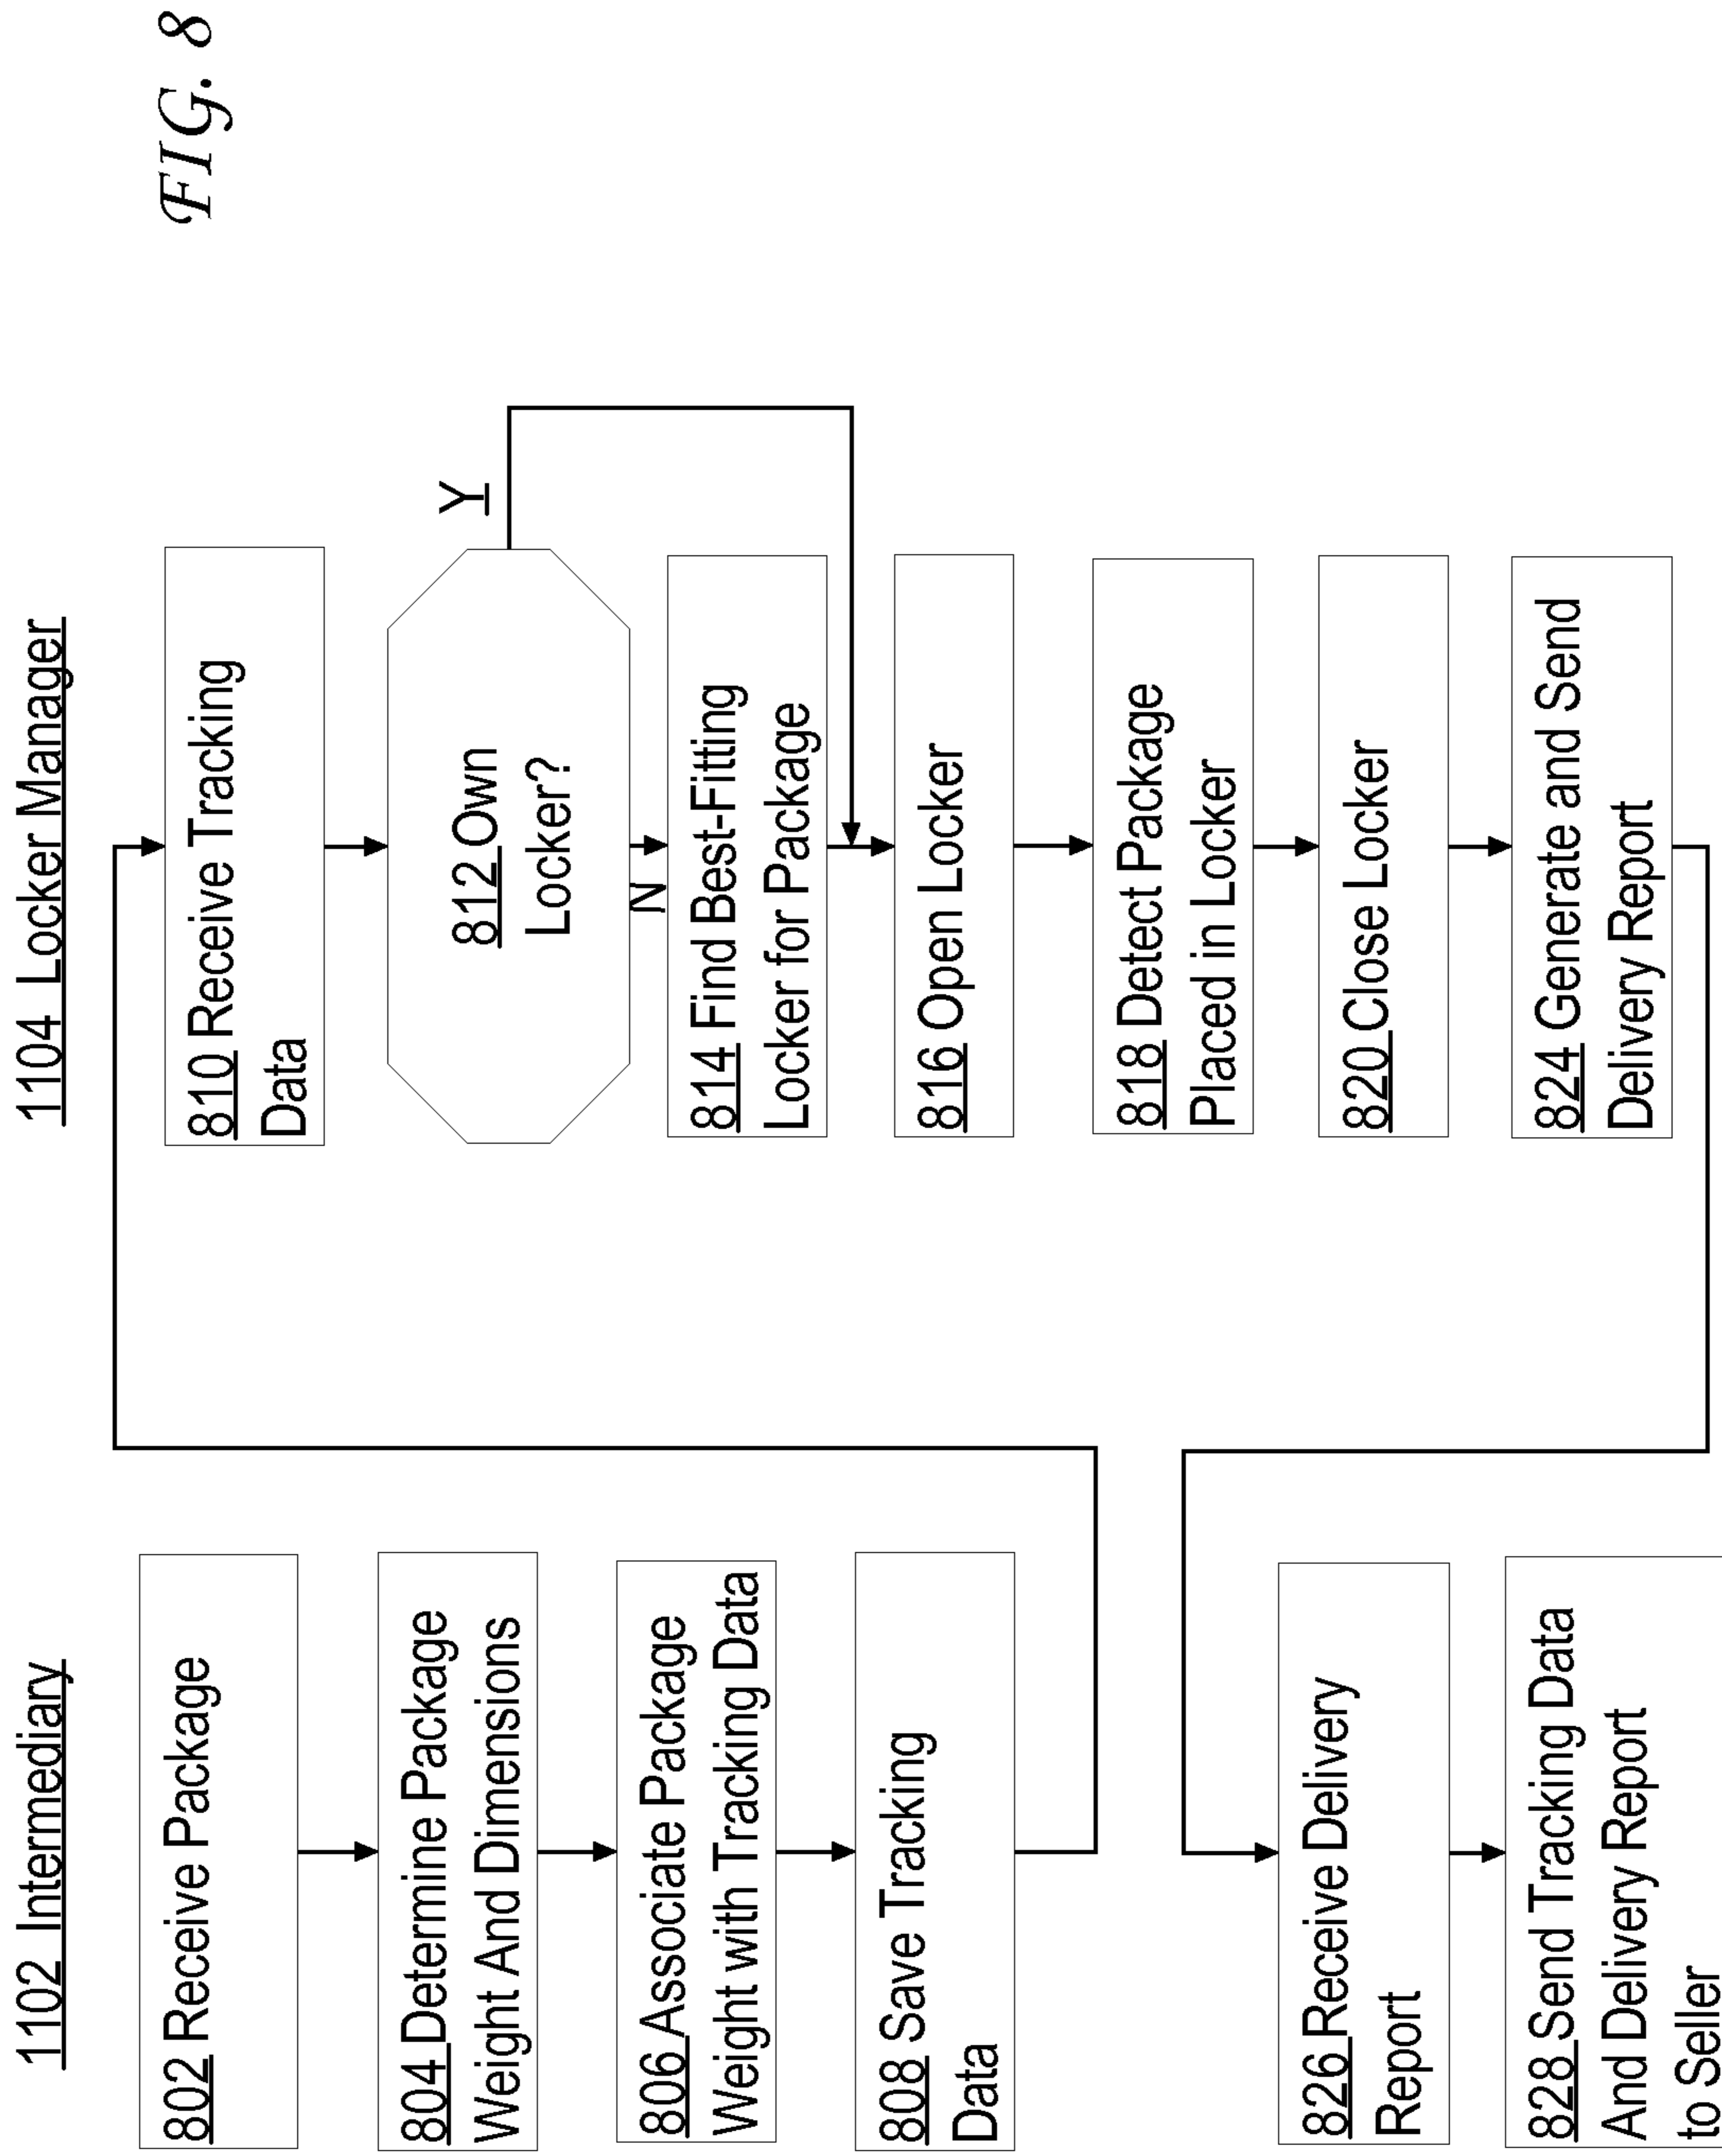 1102 Intermediary
802 Receive Package
804 Determine Package
Weight And Dimensions
806 Associate Package
Weight with Tracking Data
808 Save Tracking
Data
826 Receive Delivery
Report
828 Send Tracking Data
And Delivery Report
to Seller
1104 Locker Manager
810 Receive Tracking
Data
812 Own
Locker?
Y
N
814 Find Best-Fitting
Locker for Package
816 Open Locker
818 Detect Package
Placed in Locker
820 Close Locker
824 Generate and Send
Delivery Report
FIG. 8